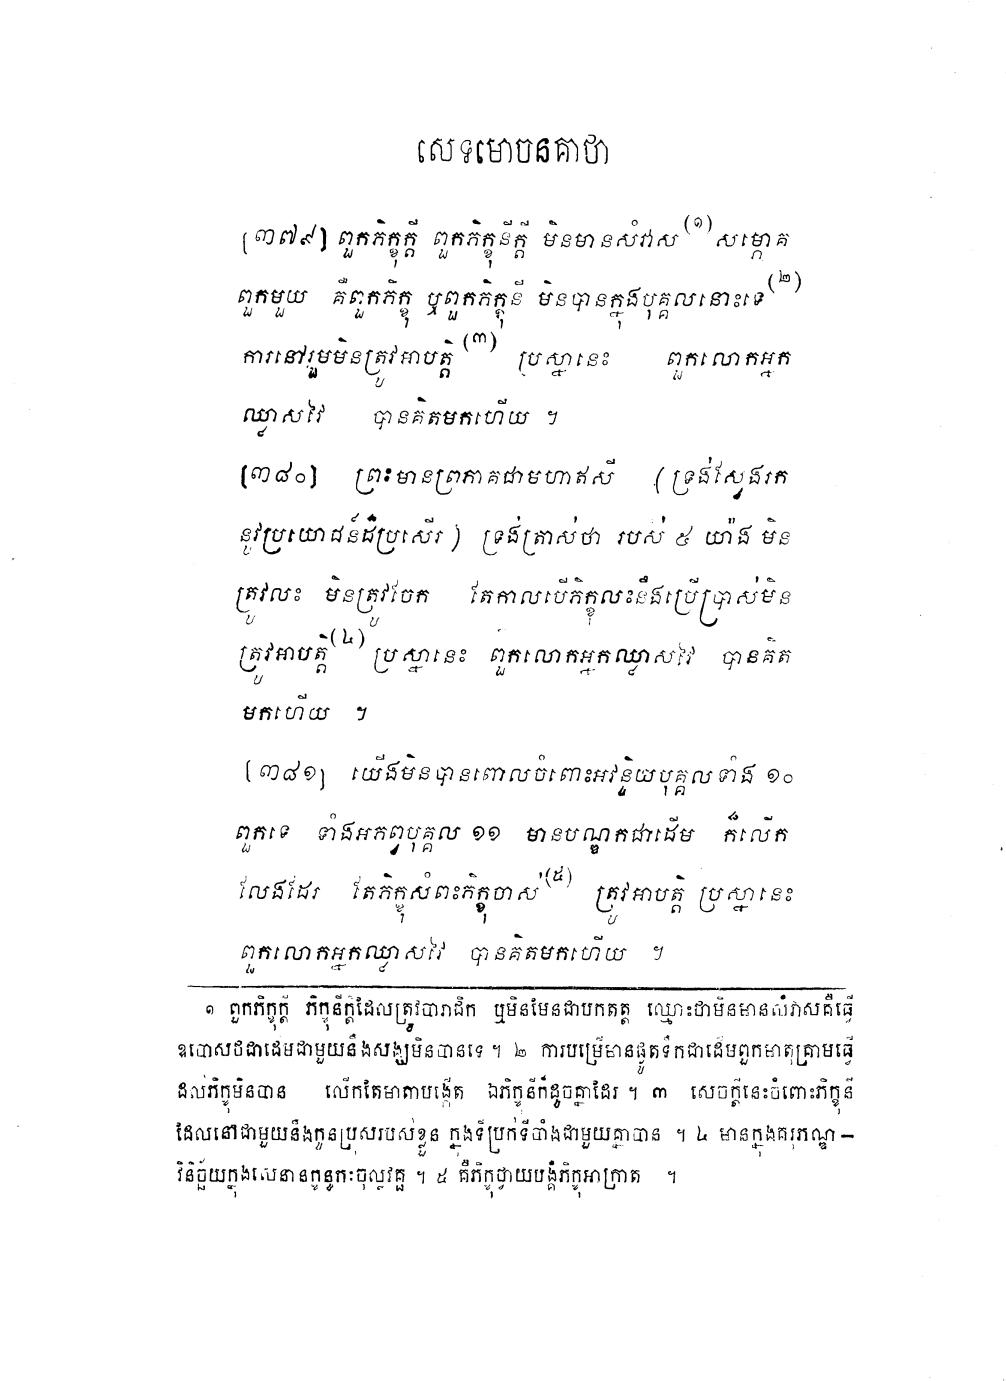 សេទមោចនគាថា
[៣៧៩] ពួកភិក្ខុក្តី ពួកភិក្ខុនីក្តី មិនមានសំវាស(១) សម្ភោគ
ពួកមួយ គឺពួកភិក្ខុ ឬពួកភិក្ខុនី មិនបានក្នុងបុគ្គលនោះទេ(២)
ការនៅរួមមិនត្រូវអាបត្តិ(៣) ប្រស្នានេះ ពួកលោកអ្នក
ឈ្លាសវៃ បានគិតមកហើយ ។
[៣៨០] ព្រះមានព្រភាគជាមហាឥសី (ទ្រង់ស្វែងរក
នូវប្រយោជន៍ដ៏ប្រសើរ) ទ្រង់ត្រាស់ថា របស់ ៥ យ៉ាង មិន
ត្រូវលះ មិនត្រូវចែក តែកាលបើភិក្ខុលះនឹងប្រើប្រាស់មិន
ត្រូវអាបត្តិ(៤) ប្រស្នានេះ ពួកលោកអ្នកឈ្លាសវៃ បានគិត
មកហើយ ។
[៣៨១] យើងមិនបានពោលចំពោះអវន្ទិយបុគ្គលទាំង ១០
ពួកទេ ទាំងអភព្វបុគ្គល ១១ មានបណ្ឌកជាដើម ក៏លើក
លែងដែរ តែភិក្ខុសំពះភិក្ខុចាស់(៥) ត្រូវអាបត្តិ ប្រស្នានេះ
ពួកលោកអ្នកឈ្លាសវៃ បានគិតមកហើយ ។
១ ពួកភិក្ខុក្តី ភិក្ខុនីក្តីដែលត្រូវបារាជិក ឬមិនមែនជាបកតត្ត ឈ្មោះថាមិនមានសំវាសគឺធ្វើ
ឧបោសថជាដើមជាមួយនឹងសង្ឃមិនបានទេ ។ ២ ការបម្រើមានផ្ងូតទឹកជាដើមពួកមាតុគ្រាមធ្វើ
ដល់ភិក្ខុមិនបាន លើកតែមាតាបង្កើត ឯភិក្ខុនីក៏ដូចគ្នាដែរ ។ ៣ សេចក្តីនេះចំពោះភិក្ខុនី
ដែលនៅជាមួយនឹងកូនប្រុសរបស់ខ្លួន ក្នុងទីប្រក់ទីបាំងជាមួយគ្នាបាន ។ ៤ មានក្នុងគរុភណ្ឌ–
វិនិច្ឆ័យក្នុងសេនាសនក្ខន្ធកៈចុល្លវគ្គ ។ ៥ គឺភិក្ខុថ្វាយបង្គំភិក្ខុអាក្រាត ។